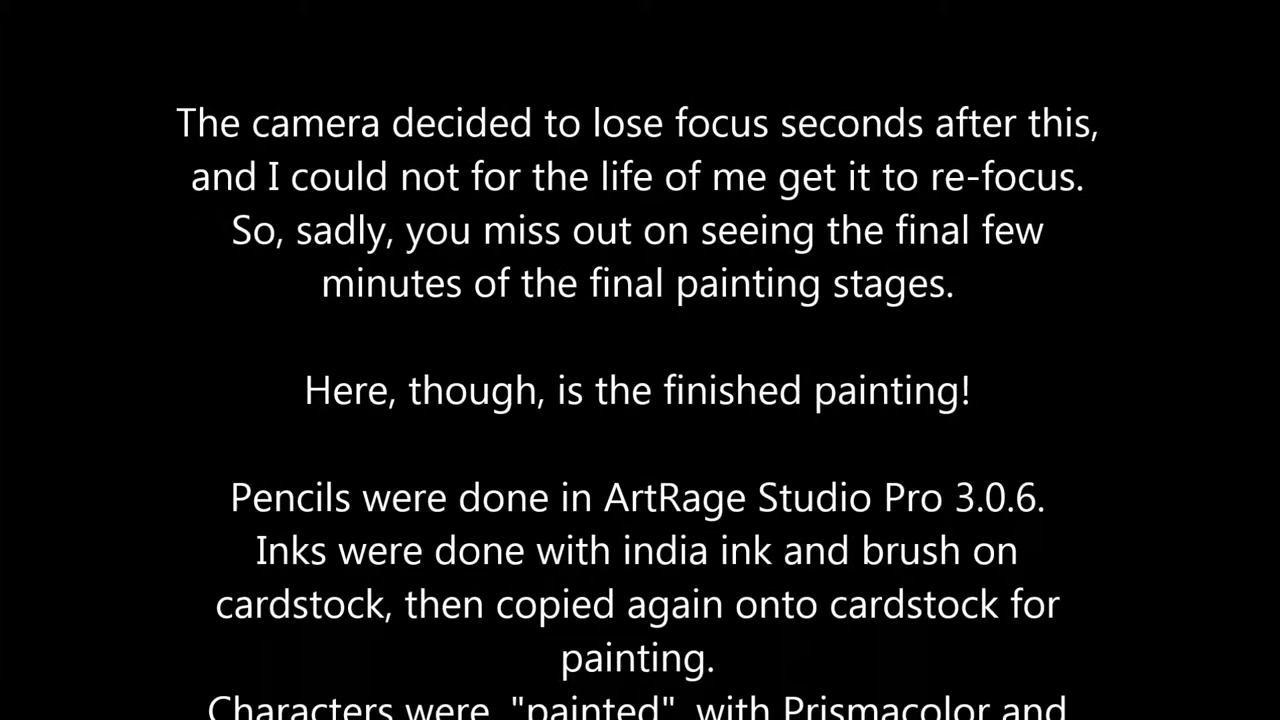 The camera decided to lose focus seconds after this,
and I could not for the life of me get it to re-focus.
So, sadly, you miss out on seeing the final few
minutes of the final painting stages.
Here, though, is the finished painting!
Pencils were done in ArtRage Studio Pro 3.0.6.
Inks were done with india ink and brush on
cardstock, then copied again onto cardstock for
painting.
Characters were  "painted"  with Prismacolor and